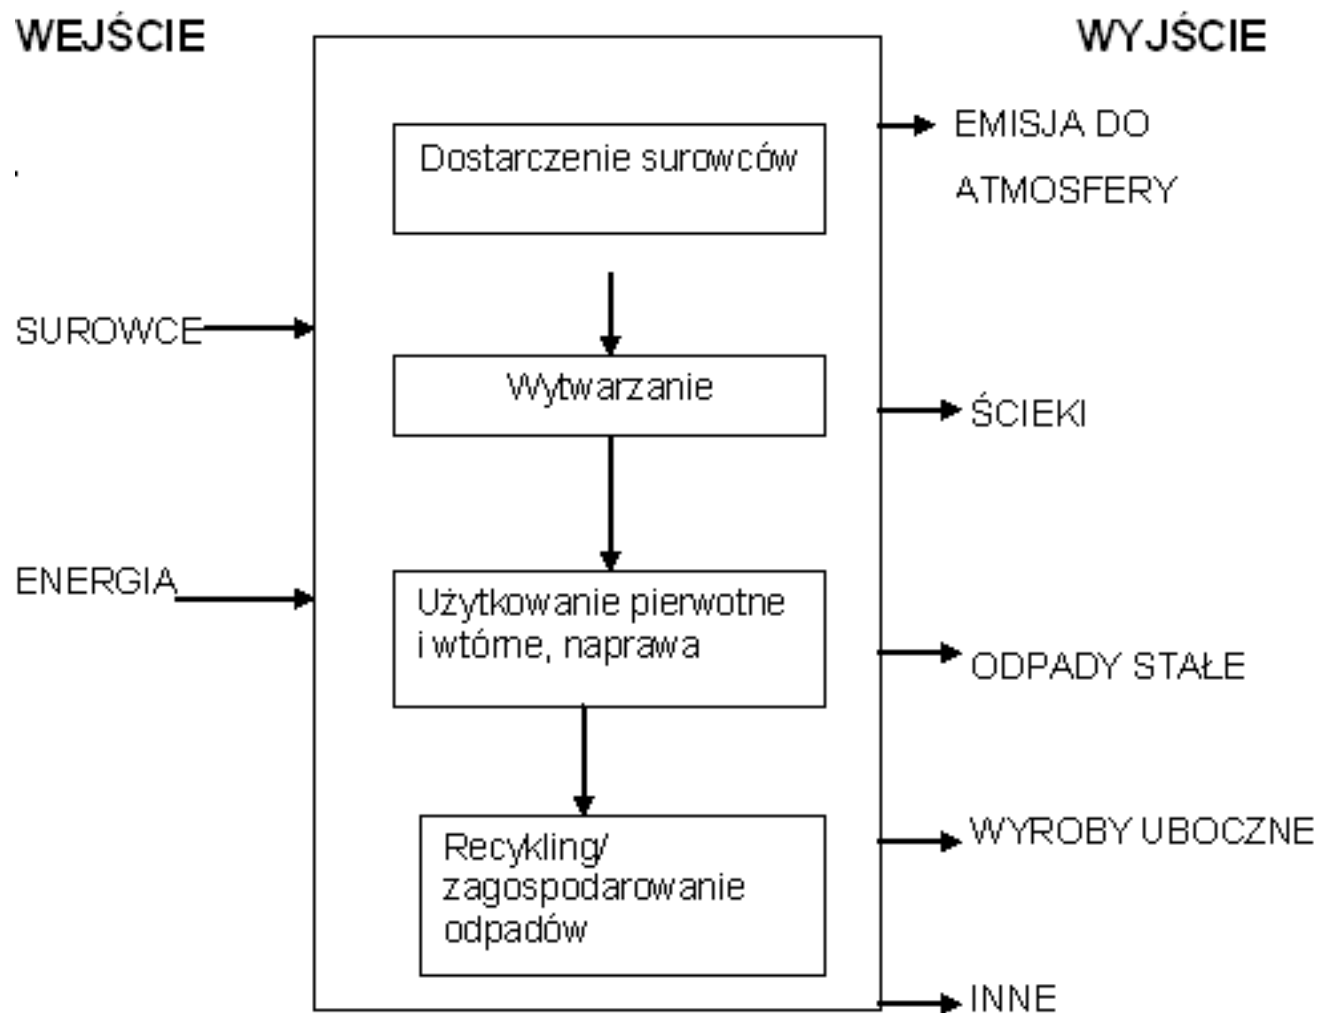 WEJŚCIE
WYJŚCIE
EMISJA DO
ATMOSFERY
Dostarczenie surowców
SUROWCE
Wytwarzanie
ŚCIEKI
ENERGIA
Użytkowanie pierwotne
i wtórne, naprawa
ODPADY STAŁE
WYROBY UBOCZNE
Recykling/
zagospodarowanie
odpadów
INNE